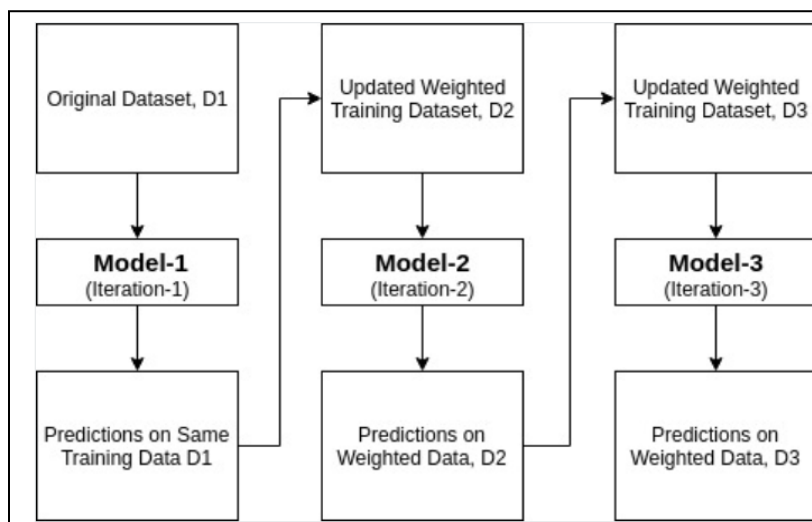 Original Dataset, D1
Model-1
(Iteration-1)
Predictions on Same
Training Data D1
Updated Weighted
Training Dataset, D2
Model-2
(Iteration-2)
Predictions on
Weighted Data, D2
Updated Weighted
Training Dataset, D3
Model-3
(Iteration-3)
Predictions on
Weighted Data, D3